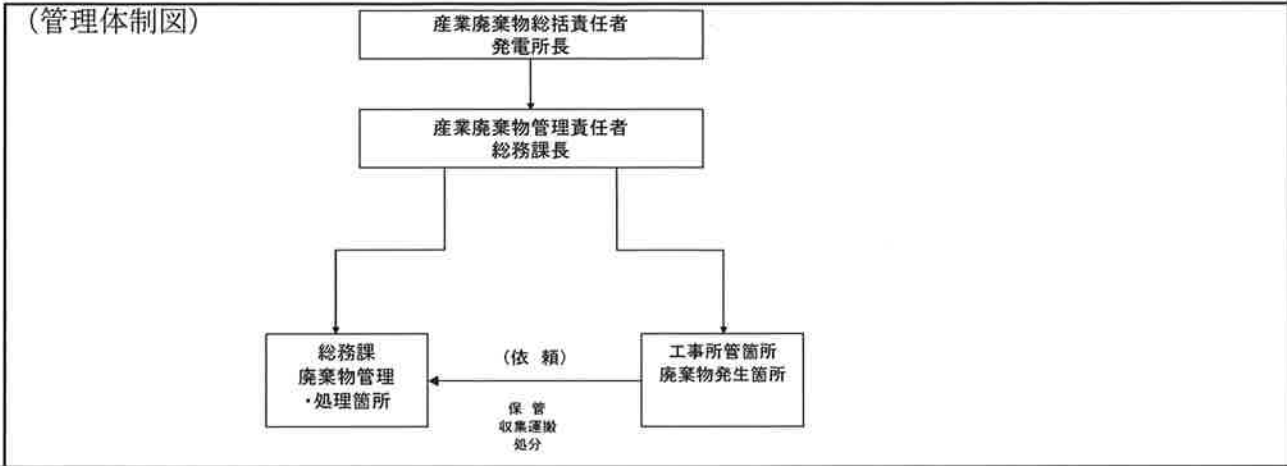 (管理体制図)
産業廃棄物総括責任者
発電所長
産業廃棄物管理責任者
総務課長
総務課
廃棄物管理
・処理箇所
(依 頼)
保 管
収集運搬
処分
工事所管箇所
廃棄物発生箇所